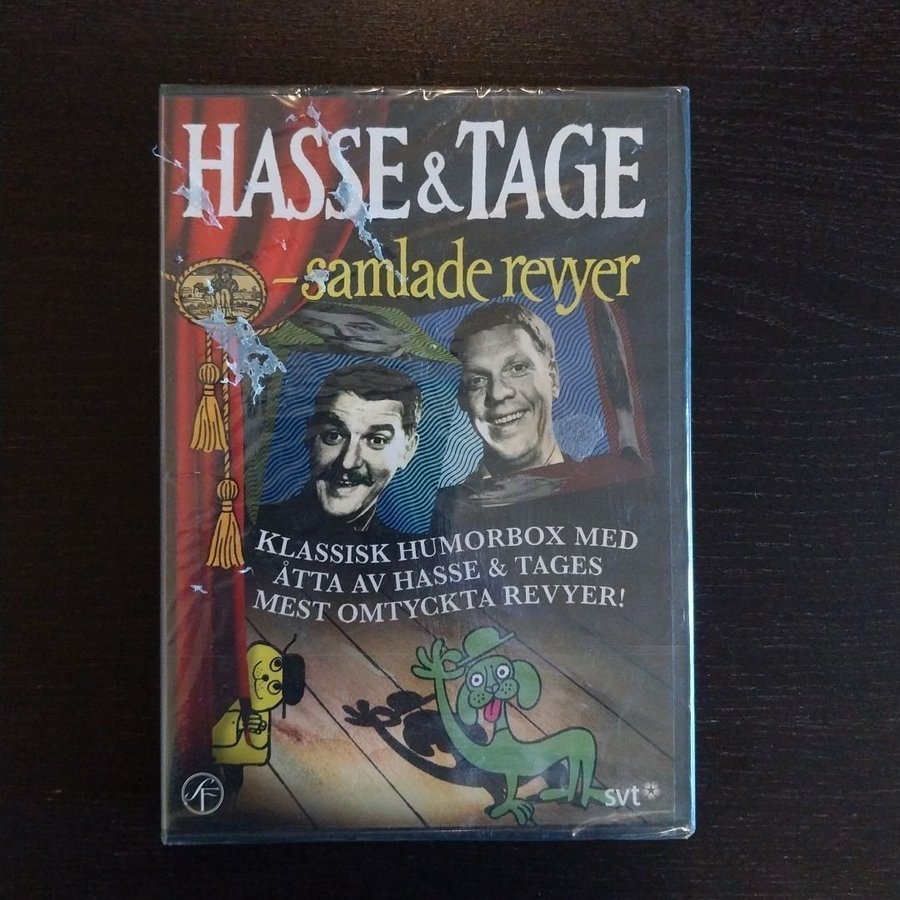 HASSE & TAGE
– samlade revyer
KLASSISK HUMORBOX MED
ÅTTA AV HASSE & TAGES
MEST OMTYCKTA REVYER!
SF
svt